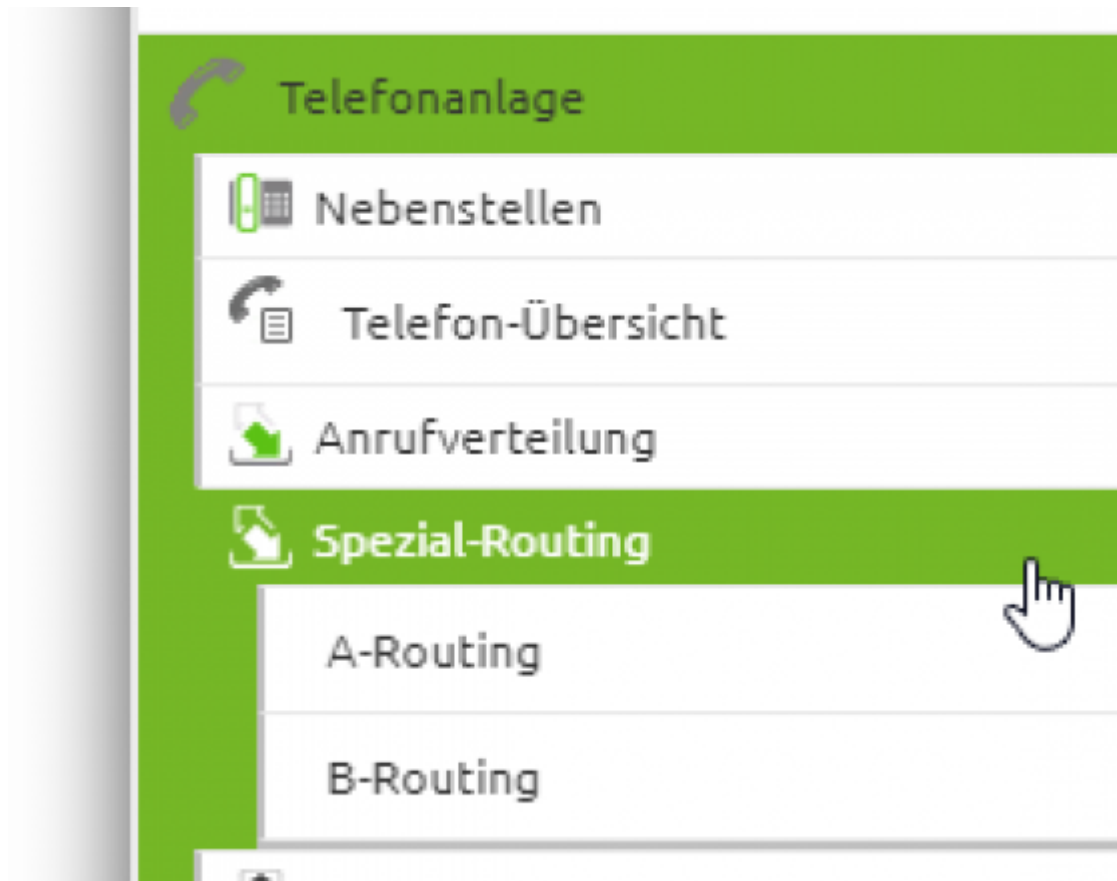 Telefonanlage
Nebenstellen
Telefon-Übersicht
Anrufverteilung
Spezial-Routing
A-Routing
B-Routing